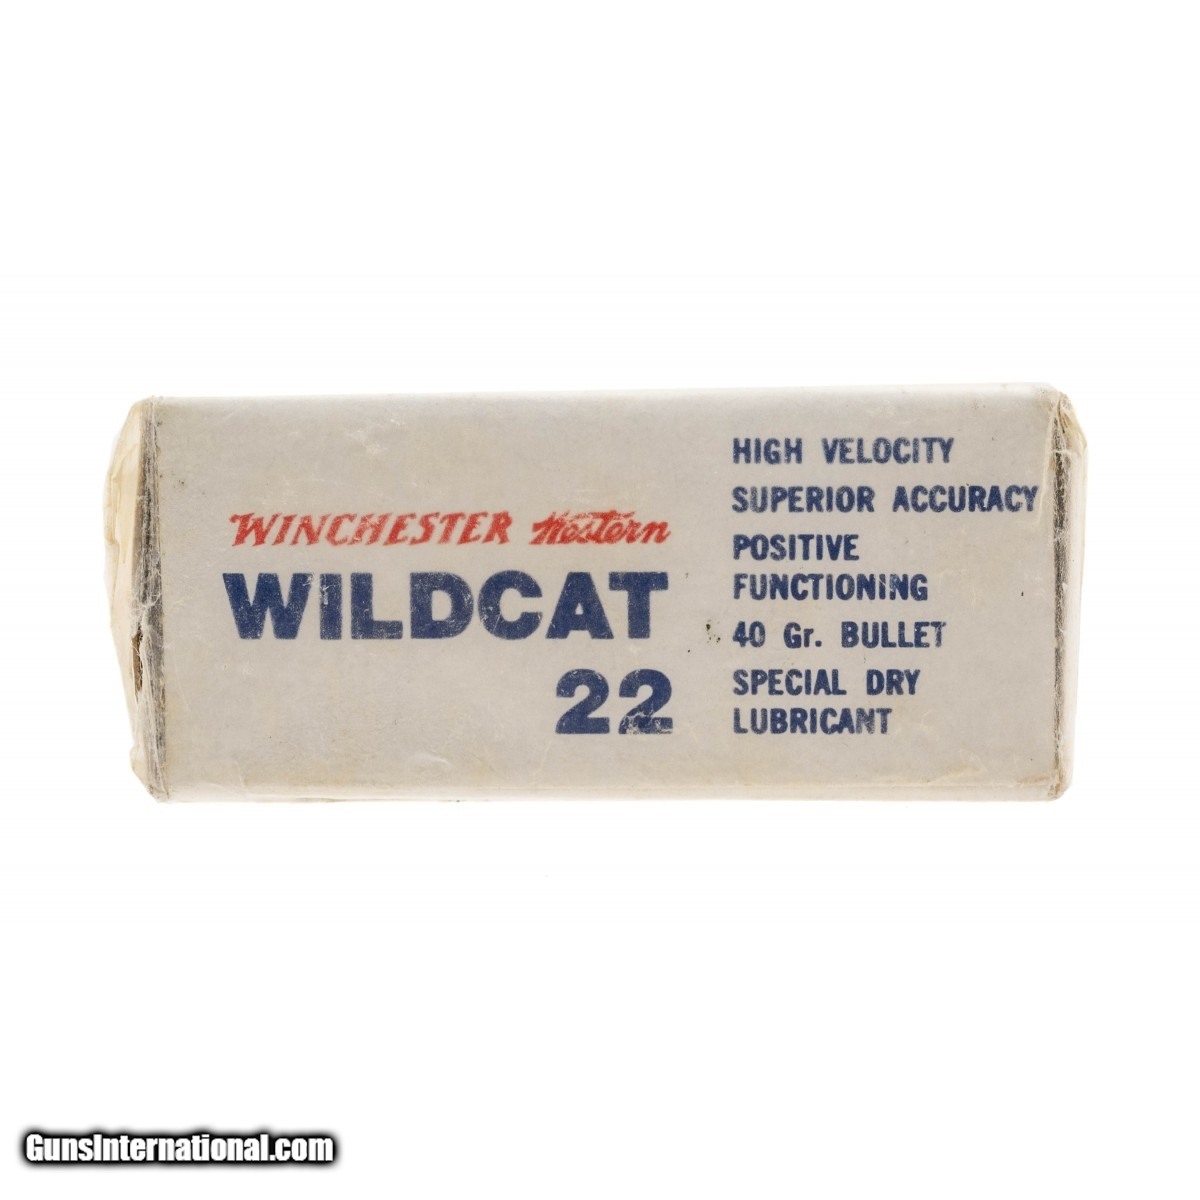 WINCHESTER Western
WILDCAT
22
HIGH VELOCITY
SUPERIOR ACCURACY
POSITIVE
FUNCTIONING
40 Gr. BULLET
SPECIAL DRY
LUBRICANT
GunsInternational.com